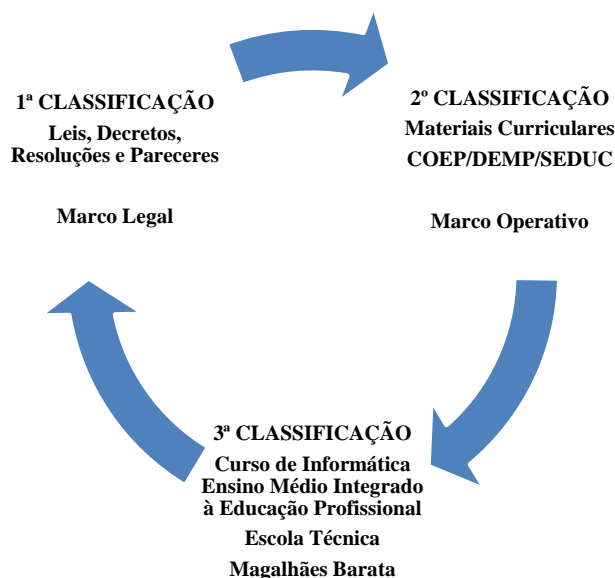 1ª CLASSIFICAÇÃO
Leis, Decretos,
Resoluções e Pareceres
Marco Legal
2º CLASSIFICAÇÃO
Materiais Curriculares
COEP/DEMP/SEDUC
Marco Operativo
3ª CLASSIFICAÇÃO
Curso de Informática
Ensino Médio Integrado
à Educação Profissional
Escola Técnica
Magalhães Barata